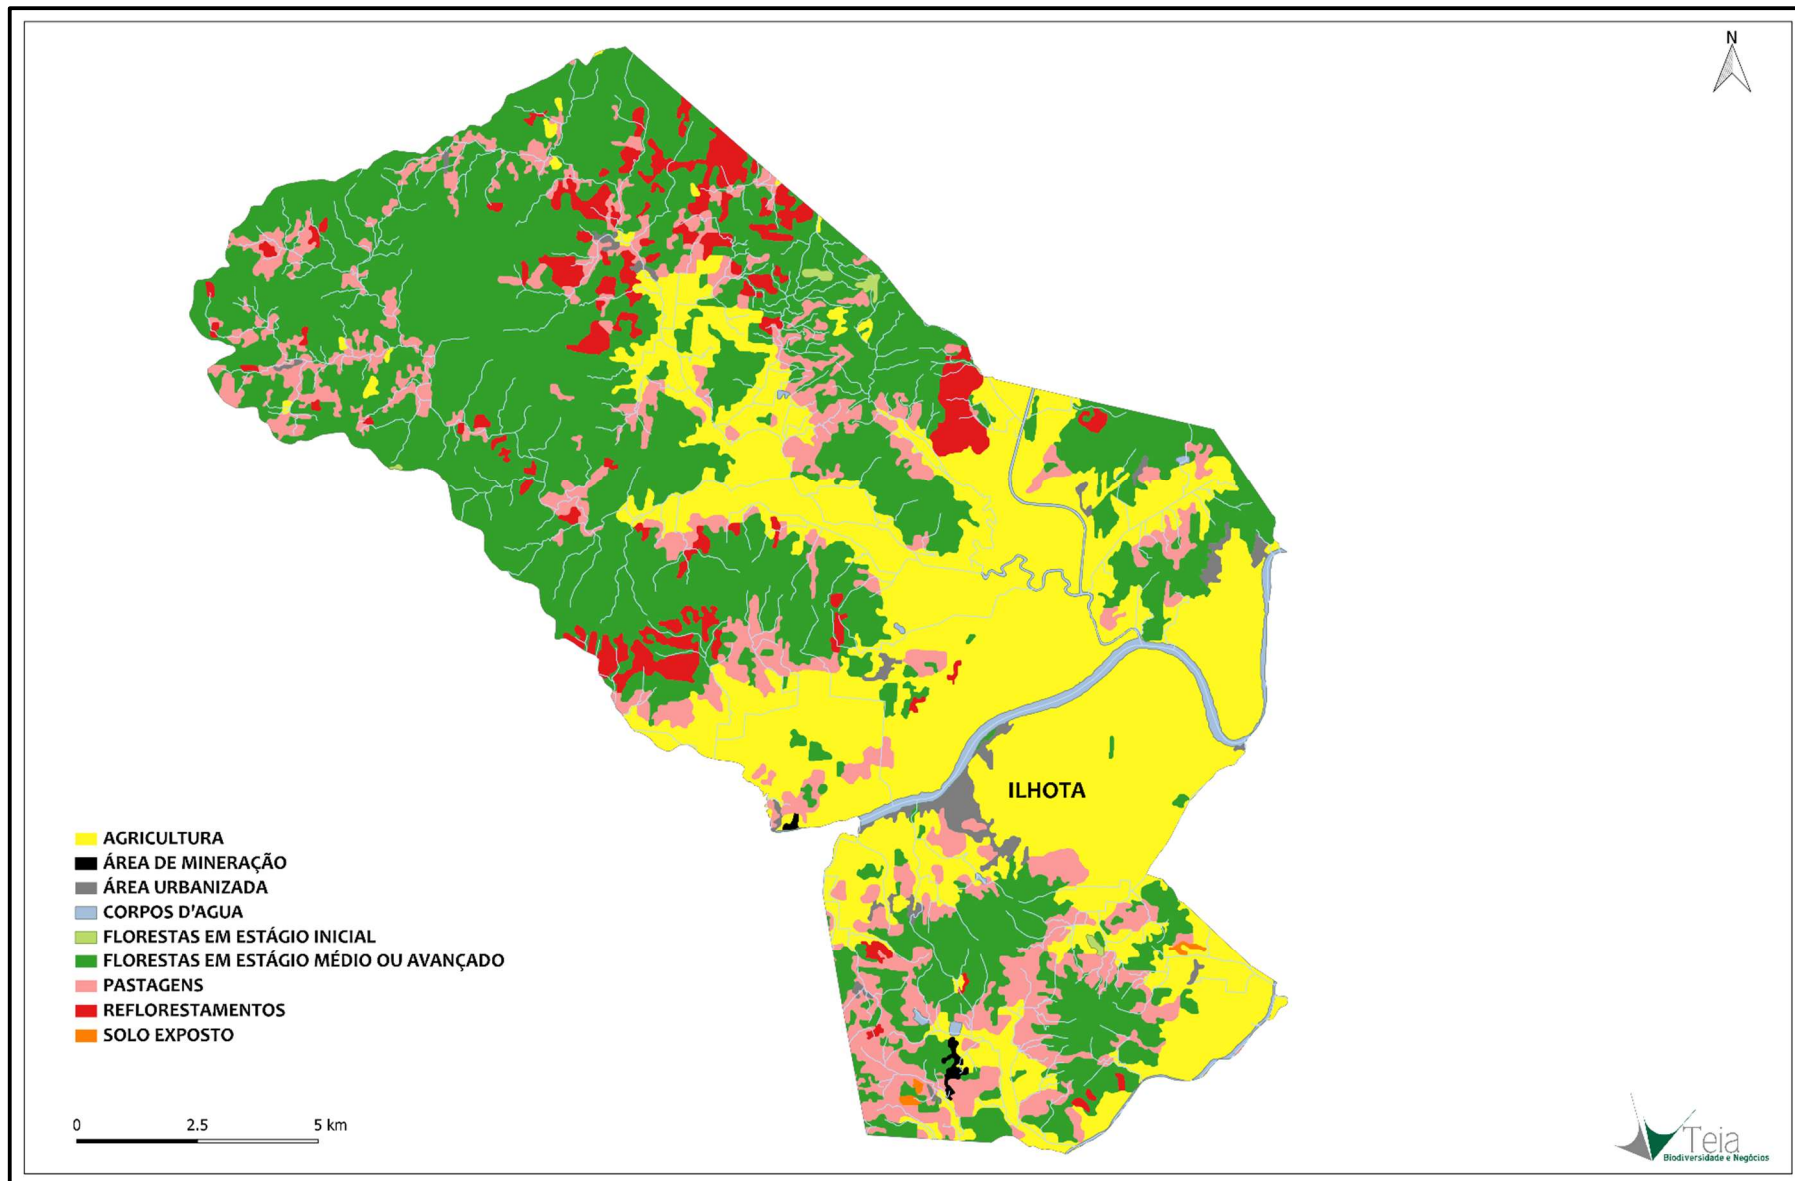 N
ILHOTA
AGRICULTURA
ÁREA DE MINERAÇÃO
ÁREA URBANIZADA
CORPOS D'AGUA
FLORESTAS EM ESTÁGIO INICIAL
FLORESTAS EM ESTÁGIO MÉDIO OU AVANÇADO
PASTAGENS
REFLORESTAMENTOS
SOLO EXPOSTO
0 2.5 5 km
Teia
Biodiversidade e Negócios